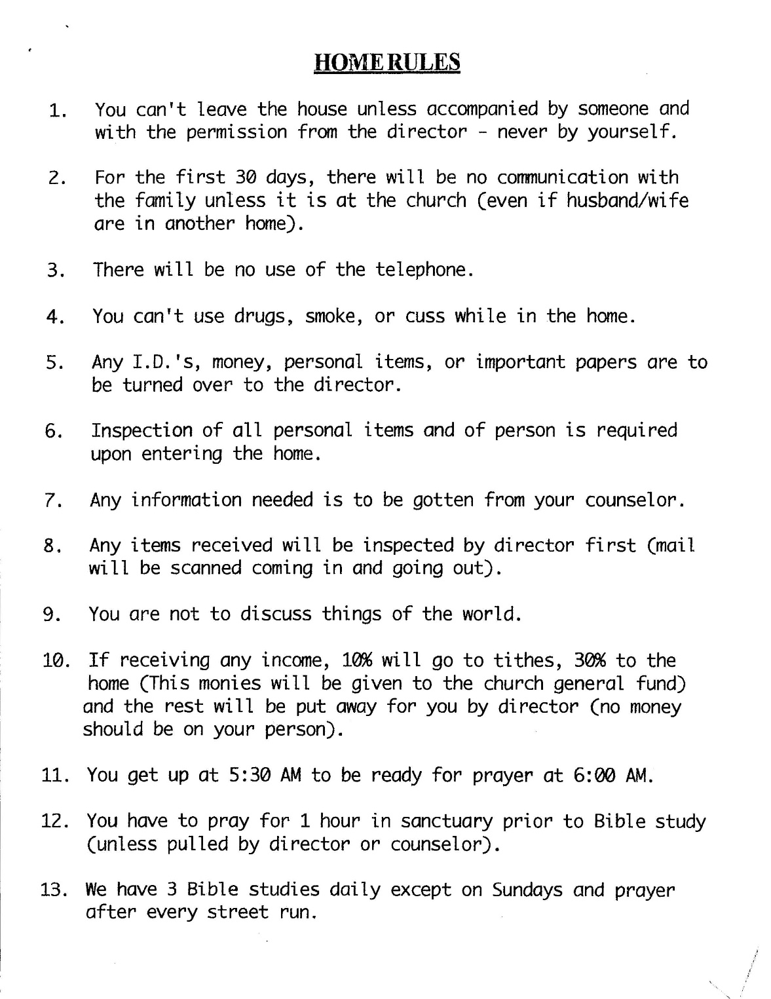 HOME RULES
1. You can't leave the house unless accompanied by someone and
with the permission from the director - never by yourself.
2. For the first 30 days, there will be no communication with
the family unless it is at the church (even if husband/wife
are in another home).
3. There will be no use of the telephone.
4. You can't use drugs, smoke, or cuss while in the home.
5. Any I.D.'s, money, personal items, or important papers are to
be turned over to the director.
6. Inspection of all personal items and of person is required
upon entering the home.
7. Any information needed is to be gotten from your counselor.
8. Any items received will be inspected by director first (mail
will be scanned coming in and going out).
9. You are not to discuss things of the world.
10. If receiving any income, 10% will go to tithes, 30% to the
home (This monies will be given to the church general fund)
and the rest will be put away for you by director (no money
should be on your person).
11. You get up at 5:30 AM to be ready for prayer at 6:00 AM.
12. You have to pray for 1 hour in sanctuary prior to Bible study
(unless pulled by director or counselor).
13. We have 3 Bible studies daily except on Sundays and prayer
after every street run.